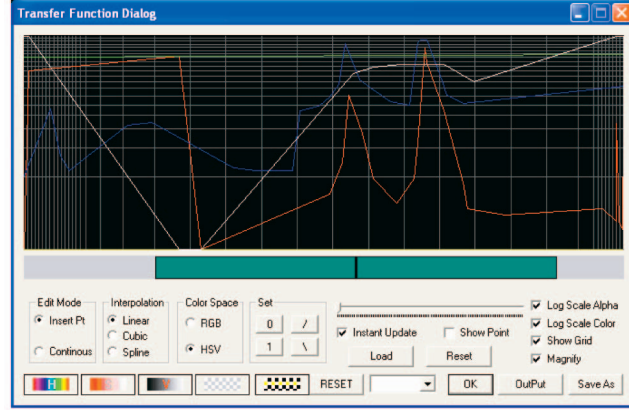 Transfer Function Dialog
Edit Mode
Insert Pt
Continous
Interpolation
Linear
Cubic
Spline
Color Space
RGB
HSV
Set
0 /
1 \
Instant Update
Show Point
Load Reset
Log Scale Alpha
Log Scale Color
Show Grid
Magnify
H
RESET
OK OutPut Save As